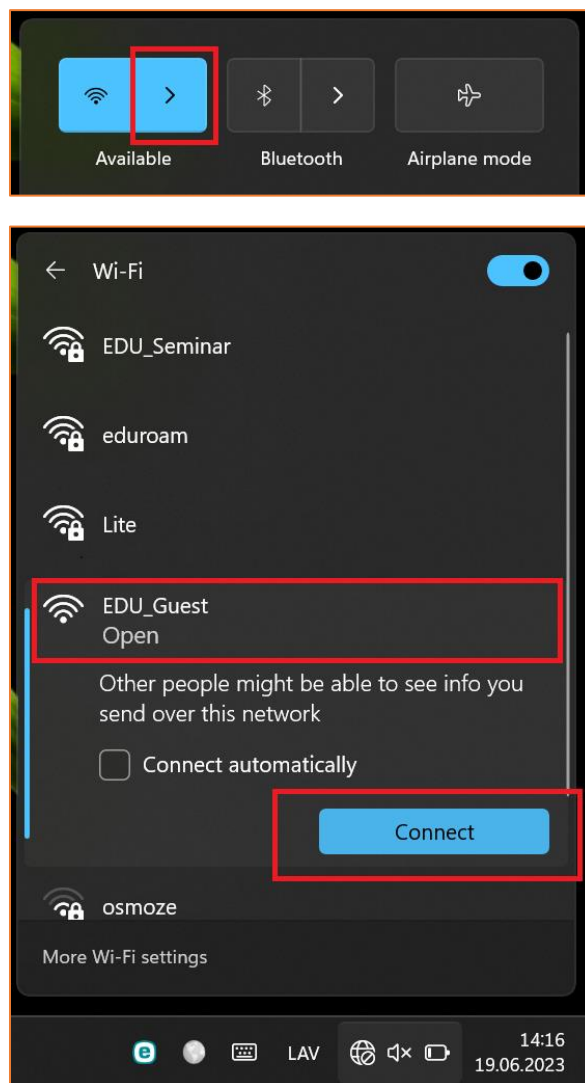 Available
Bluetooth
Airplane mode
Wi-Fi
EDU_Seminar
eduroam
Lite
EDU_Guest
Open
Other people might be able to see info you
send over this network
Connect automatically
Connect
osmoze
More Wi-Fi settings
e
LAV
14:16
19.06.2023